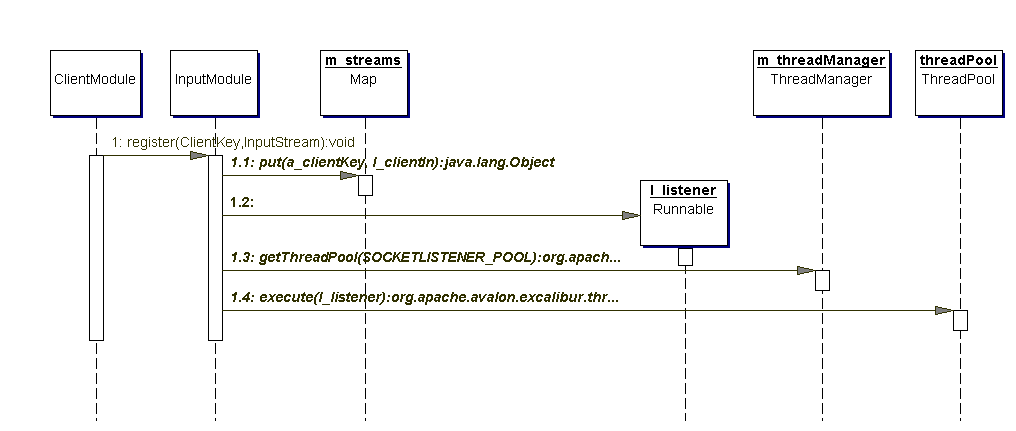 ClientModule
InputModule
m_streams
Map
m_threadManager
ThreadManager
threadPool
ThreadPool
1: register(ClientKey,InputStream):void
1.1: put(a_clientKey, l_clientIn):java.lang.Object
l_listener
Runnable
1.2:
1.3: getThreadPool(SOCKETLISTENER_POOL):org.apach...
1.4: execute(l_listener):org.apache.avalon.excalibur.thr...